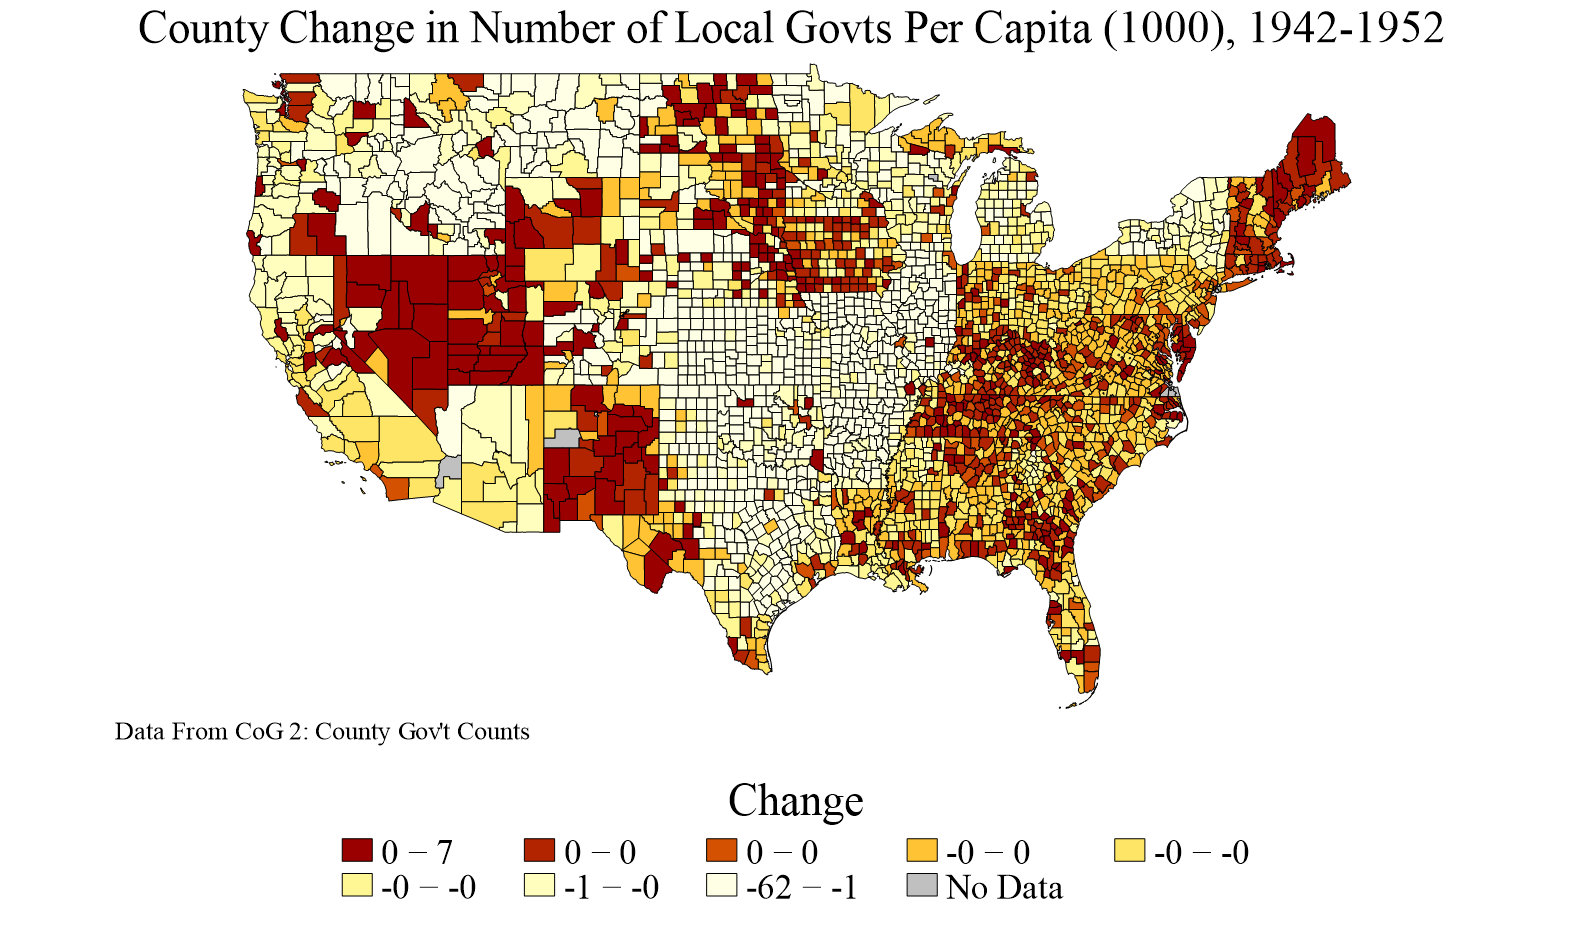 County Change in Number of Local Govts Per Capita (1000), 1942-1952
Data From CoG 2: County Gov't Counts
Change
0 − 7 0 − 0 0 − 0 -0 − 0 -0 − -0
-0 − -0 -1 − -0 -62 − -1 No Data